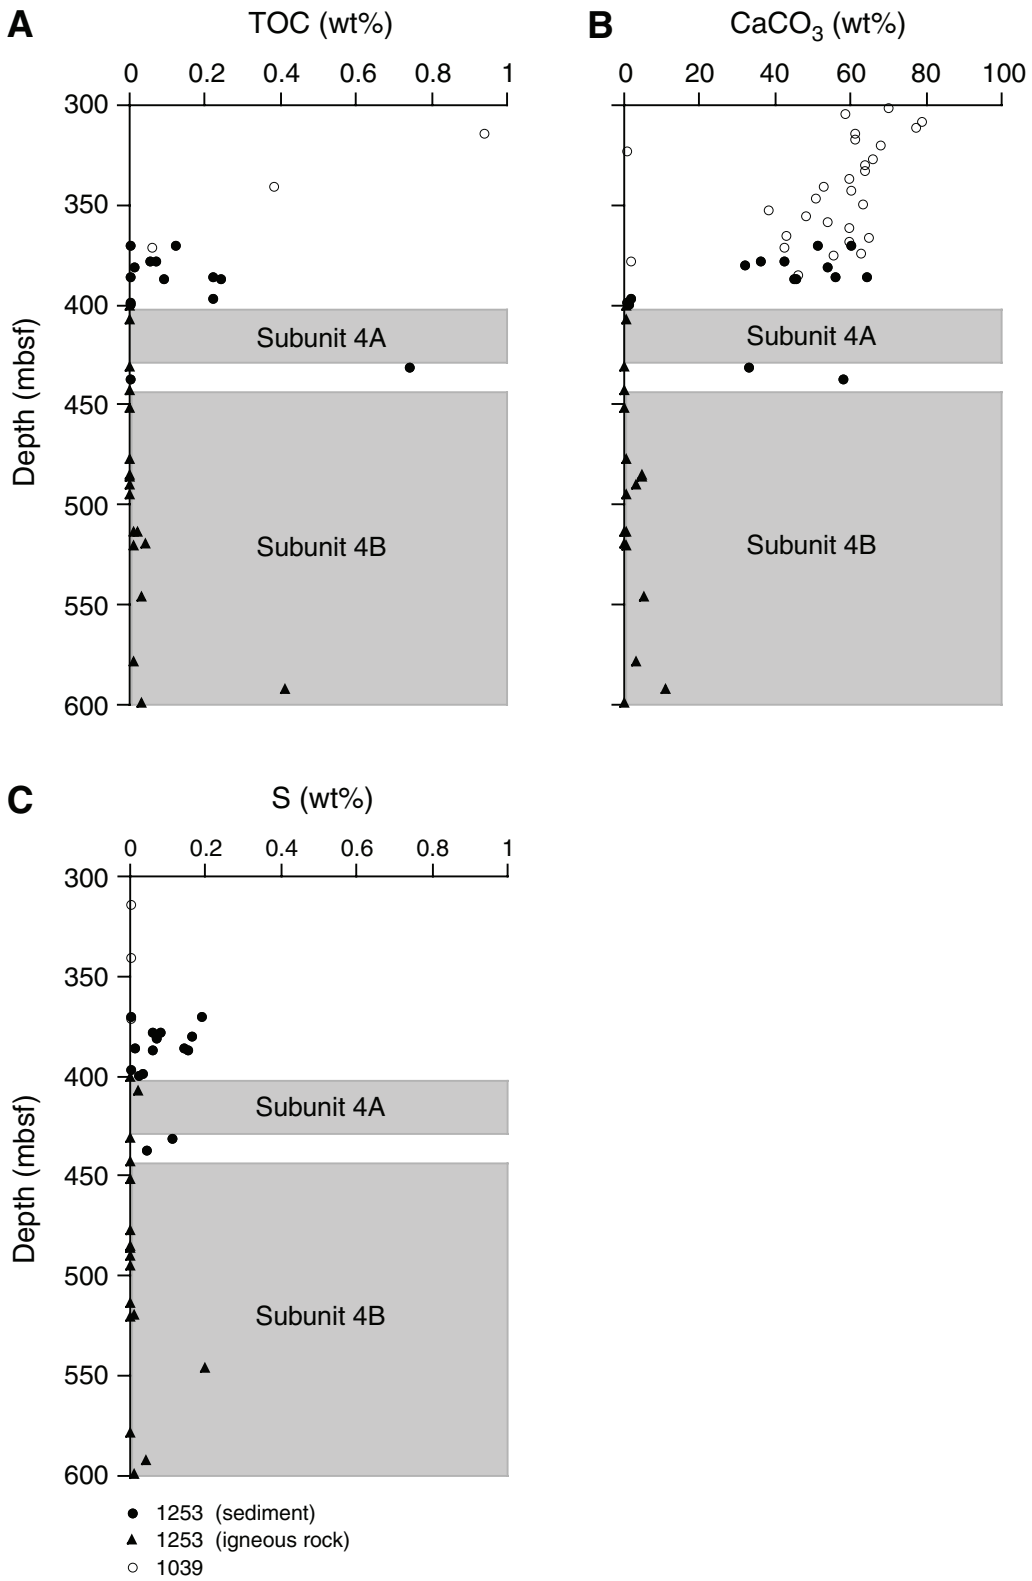 A
TOC (wt%)
0 0.2 0.4 0.6 0.8 1
300
350
400
450
500
550
600
Depth (mbsf)
Subunit 4A
Subunit 4B
B
CaCO₃ (wt%)
0 20 40 60 80 100
Subunit 4A
Subunit 4B
C
S (wt%)
0 0.2 0.4 0.6 0.8 1
300
350
400
450
500
550
600
Depth (mbsf)
Subunit 4A
Subunit 4B
1253 (sediment)
1253 (igneous rock)
1039